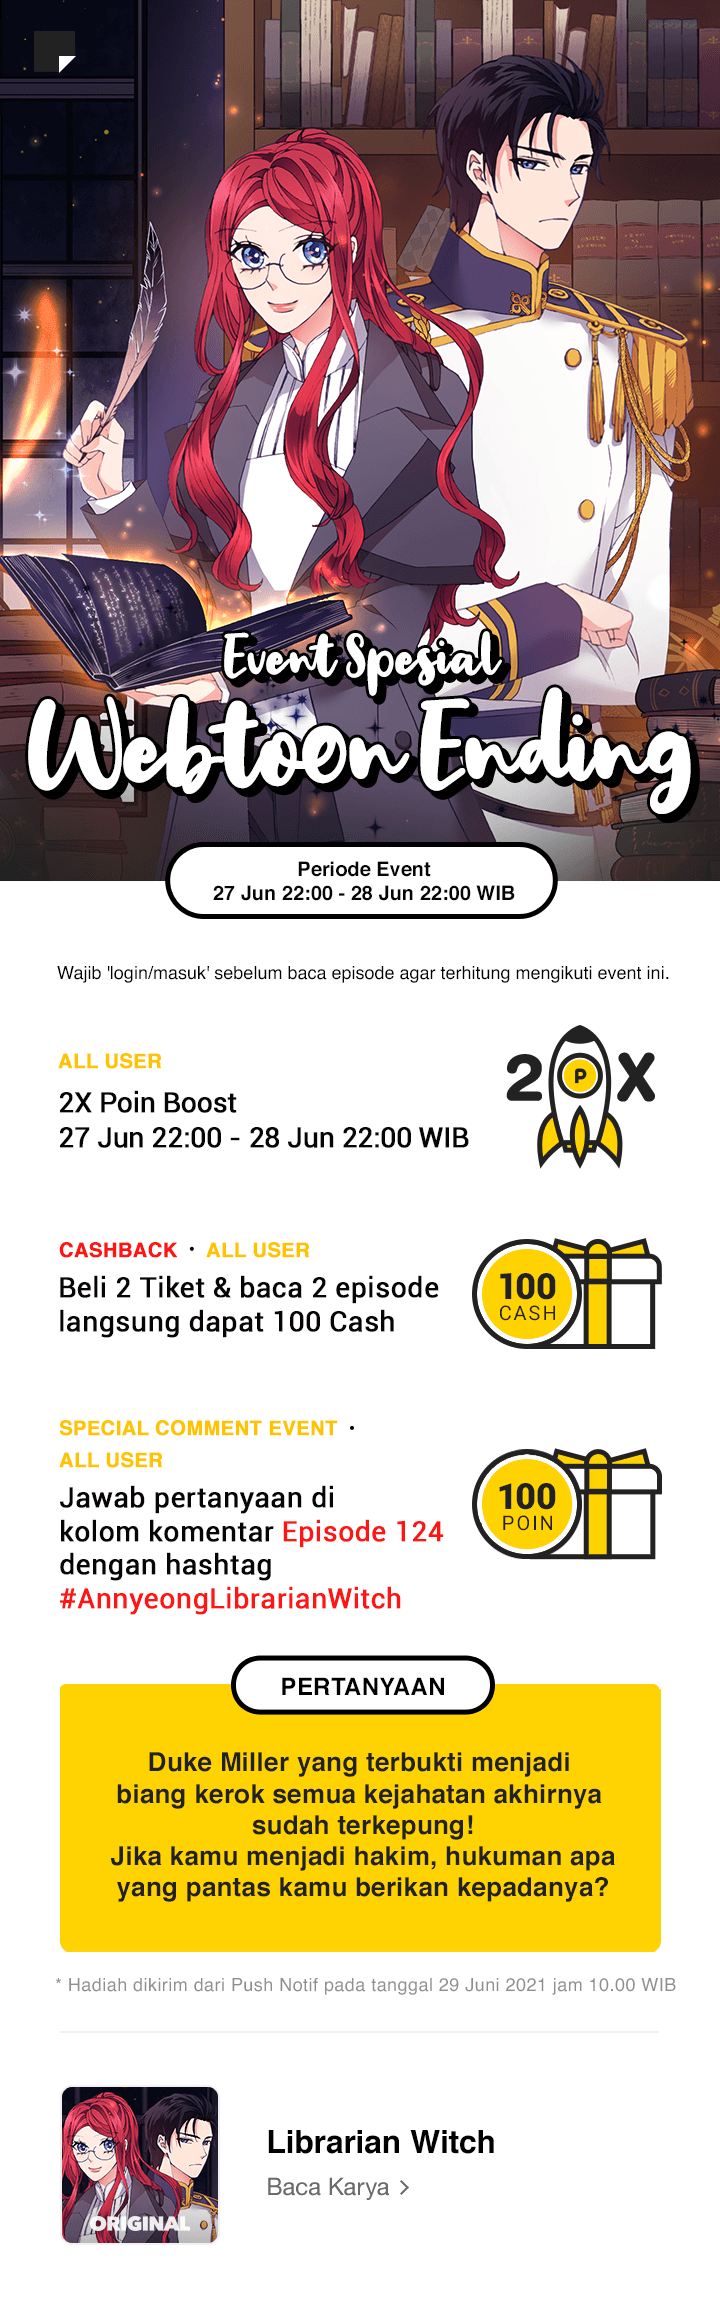 Event Spesial
Webtoon Ending
Periode Event
27 Jun 22:00 - 28 Jun 22:00 WIB
Wajib 'login/masuk' sebelum baca episode agar terhitung mengikuti event ini.
ALL USER
2X Poin Boost
27 Jun 22:00 - 28 Jun 22:00 WIB
2 P X
CASHBACK · ALL USER
Beli 2 Tiket & baca 2 episode
langsung dapat 100 Cash
100
CASH
SPECIAL COMMENT EVENT ·
ALL USER
Jawab pertanyaan di
kolom komentar Episode 124
dengan hashtag
#AnnyeongLibrarianWitch
100
POIN
PERTANYAAN
Duke Miller yang terbukti menjadi
biang kerok semua kejahatan akhirnya
sudah terkepung!
Jika kamu menjadi hakim, hukuman apa
yang pantas kamu berikan kepadanya?
* Hadiah dikirim dari Push Notif pada tanggal 29 Juni 2021 jam 10.00 WIB
Librarian Witch
Baca Karya >
ORIGINAL